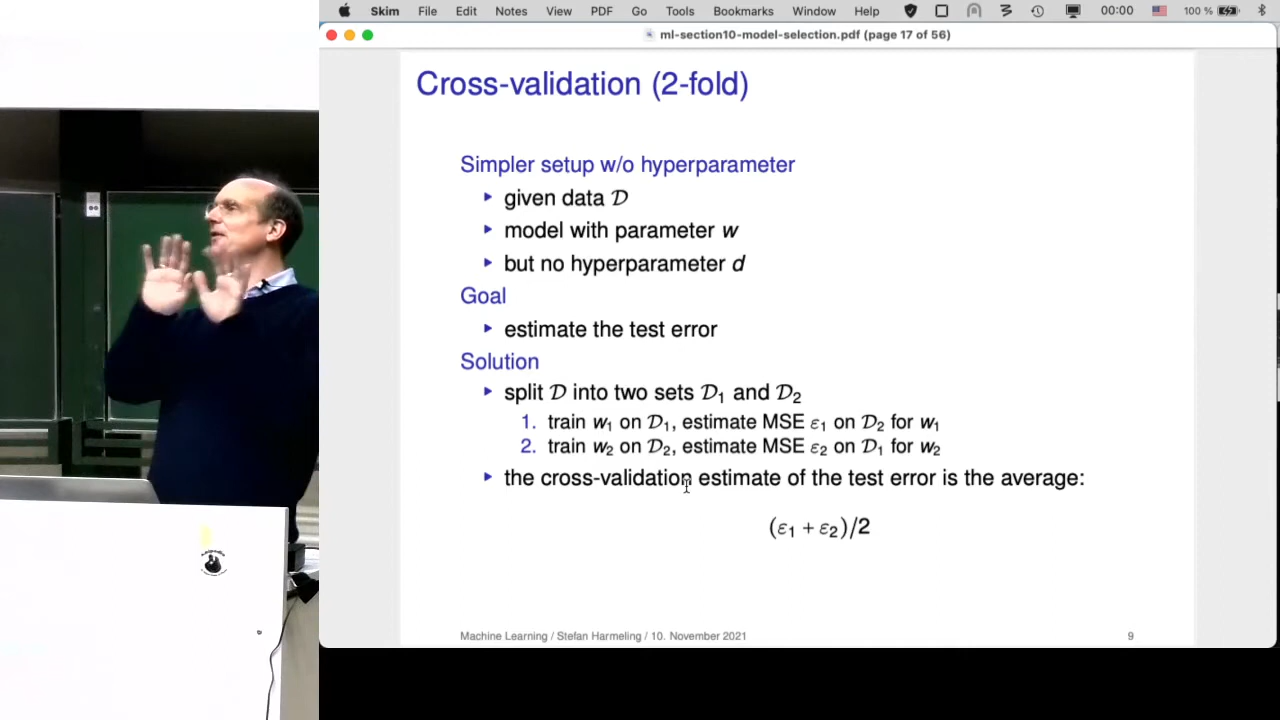 Skim File Edit Notes View PDF Go Tools Bookmarks Window Help 00:00 100 %
ml-section10-model-selection.pdf (page 17 of 56)
Cross-validation (2-fold)
Simpler setup w/o hyperparameter
▸ given data 𝒟
▸ model with parameter w
▸ but no hyperparameter d
Goal
▸ estimate the test error
Solution
▸ split 𝒟 into two sets 𝒟₁ and 𝒟₂
1. train w₁ on 𝒟₁, estimate MSE ε₁ on 𝒟₂ for w₁
2. train w₂ on 𝒟₂, estimate MSE ε₂ on 𝒟₁ for w₂
▸ the cross-validation estimate of the test error is the average:
(ε₁ + ε₂)/2
Machine Learning / Stefan Harmeling / 10. November 2021 9